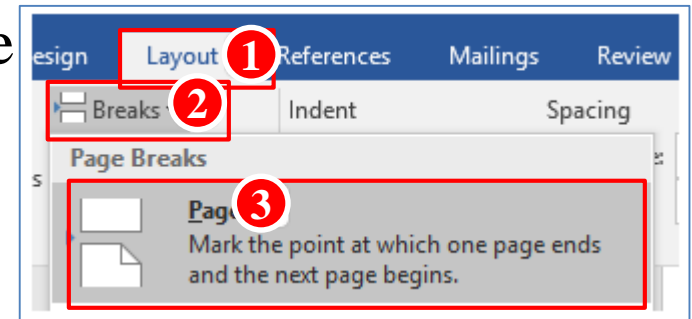 e
esign Layout 1 References Mailings Review
Breaks 2 Indent Spacing
Page Breaks
s
Page 3
Mark the point at which one page ends
and the next page begins.